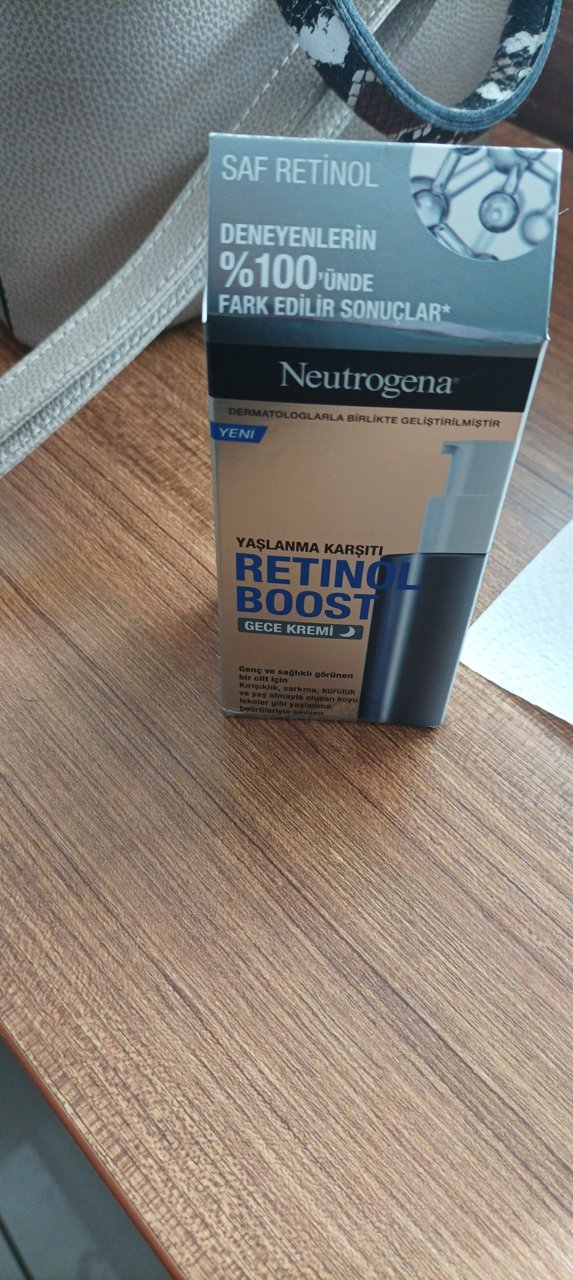 SAF RETİNOL
DENEYENLERİN
%100'ÜNDE
FARK EDİLİR SONUÇLAR*
Neutrogena®
DERMATOLOGLARLA BİRLİKTE GELİŞTİRİLMİŞTİR
YENİ
YAŞLANMA KARŞITI
RETINOL
BOOST
GECE KREMİ
Genç ve sağlıklı görünen
bir cilt için
Kırışıklık, sarkma, kuruluk
ve yaş almayla oluşan koyu
lekeler gibi yaşlanma
belirtileriyle savaşır